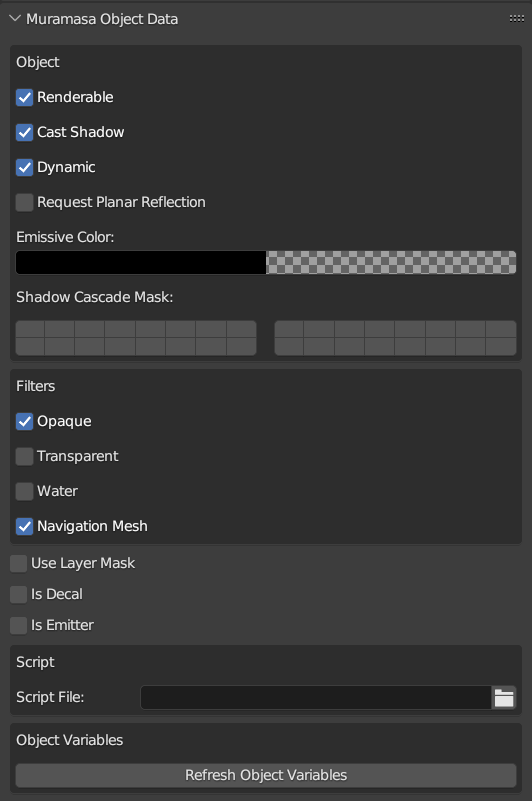 Muramasa Object Data
Object
Renderable
Cast Shadow
Dynamic
Request Planar Reflection
Emissive Color:
Shadow Cascade Mask:
Filters
Opaque
Transparent
Water
Navigation Mesh
Use Layer Mask
Is Decal
Is Emitter
Script
Script File:
Object Variables
Refresh Object Variables